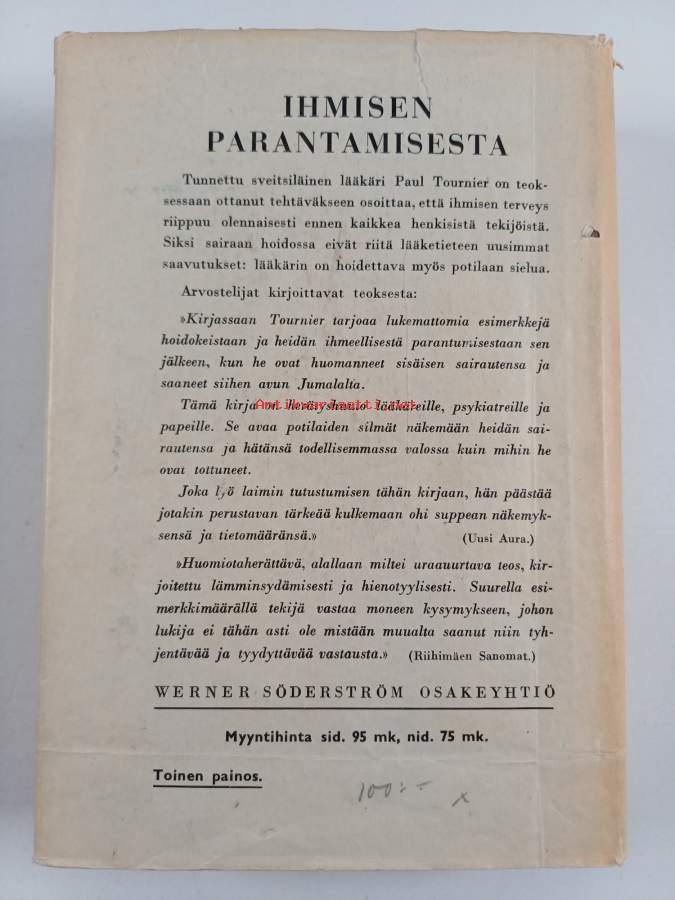 IHMISEN
PARANTAMISESTA
Tunnettu sveitsiläinen lääkäri Paul Tournier on teok-
sessaan ottanut tehtäväkseen osoittaa, että ihmisen terveys
riippuu olennaisesti ennen kaikkea henkisistä tekijöistä.
Siksi sairaan hoidossa eivät riitä lääketieteen uusimmat
saavutukset: lääkärin on hoidettava myös potilaan sielua.
Arvostelijat kirjoittavat teoksesta:
»Kirjassaan Tournier tarjoaa lukemattomia esimerkkejä
hoidokeistaan ja heidän ihmeellisestä parantumisestaan sen
jälkeen, kun he ovat huomanneet sisäisen sairautensa ja
saaneet siihen avun Jumalalta.
Tämä kirja on herätyshuuto lääkäreille, psykiatreille ja
Antikvariaatti.net
papeille. Se avaa potilaiden silmät näkemään heidän sai-
rautensa ja hätänsä todellisemmassa valossa kuin mihin he
ovat tottuneet.
Joka lyö laimin tutustumisen tähän kirjaan, hän päästää
jotakin perustavan tärkeää kulkemaan ohi suppean näkemyk-
sensä ja tietomääränsä.» (Uusi Aura.)
»Huomiotaherättävä, alallaan miltei uraauurtava teos, kir-
joitettu lämminsydämisesti ja hienotyylisesti. Suurella esi-
merkkimäärällä tekijä vastaa moneen kysymykseen, johon
lukija ei tähän asti ole mistään muualta saanut niin tyh-
jentävää ja tyydyttävää vastausta.» (Riihimäen Sanomat.)
WERNER SÖDERSTRÖM OSAKEYHTIÖ
Myyntihinta sid. 95 mk, nid. 75 mk.
Toinen painos.
100:- x